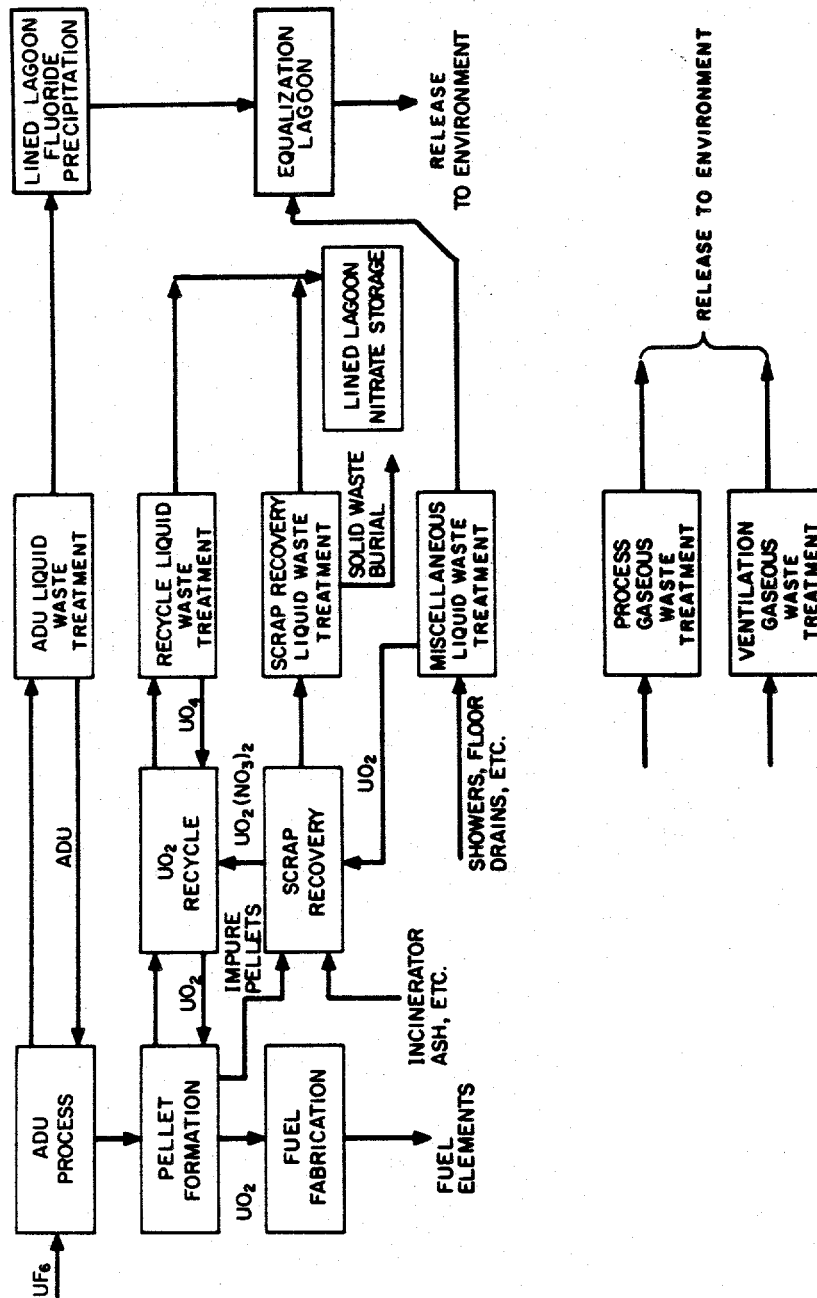 UF6
ADU
PROCESS
ADU
ADU LIQUID
WASTE
TREATMENT
LINED LAGOON
FLUORIDE
PRECIPITATION
PELLET
FORMATION
UO2
UO2
RECYCLE
UO4
RECYCLE LIQUID
WASTE
TREATMENT
UO2
IMPURE
PELLETS
UO2(NO3)2
FUEL
FABRICATION
SCRAP
RECOVERY
SCRAP RECOVERY
LIQUID WASTE
TREATMENT
LINED LAGOON
NITRATE STORAGE
EQUALIZATION
LAGOON
SOLID WASTE
BURIAL
UO2
INCINERATOR
ASH, ETC.
FUEL
ELEMENTS
SHOWERS, FLOOR
DRAINS, ETC.
MISCELLANEOUS
LIQUID WASTE
TREATMENT
RELEASE
TO ENVIRONMENT
PROCESS
GASEOUS
WASTE
TREATMENT
VENTILATION
GASEOUS
WASTE
TREATMENT
RELEASE TO ENVIRONMENT